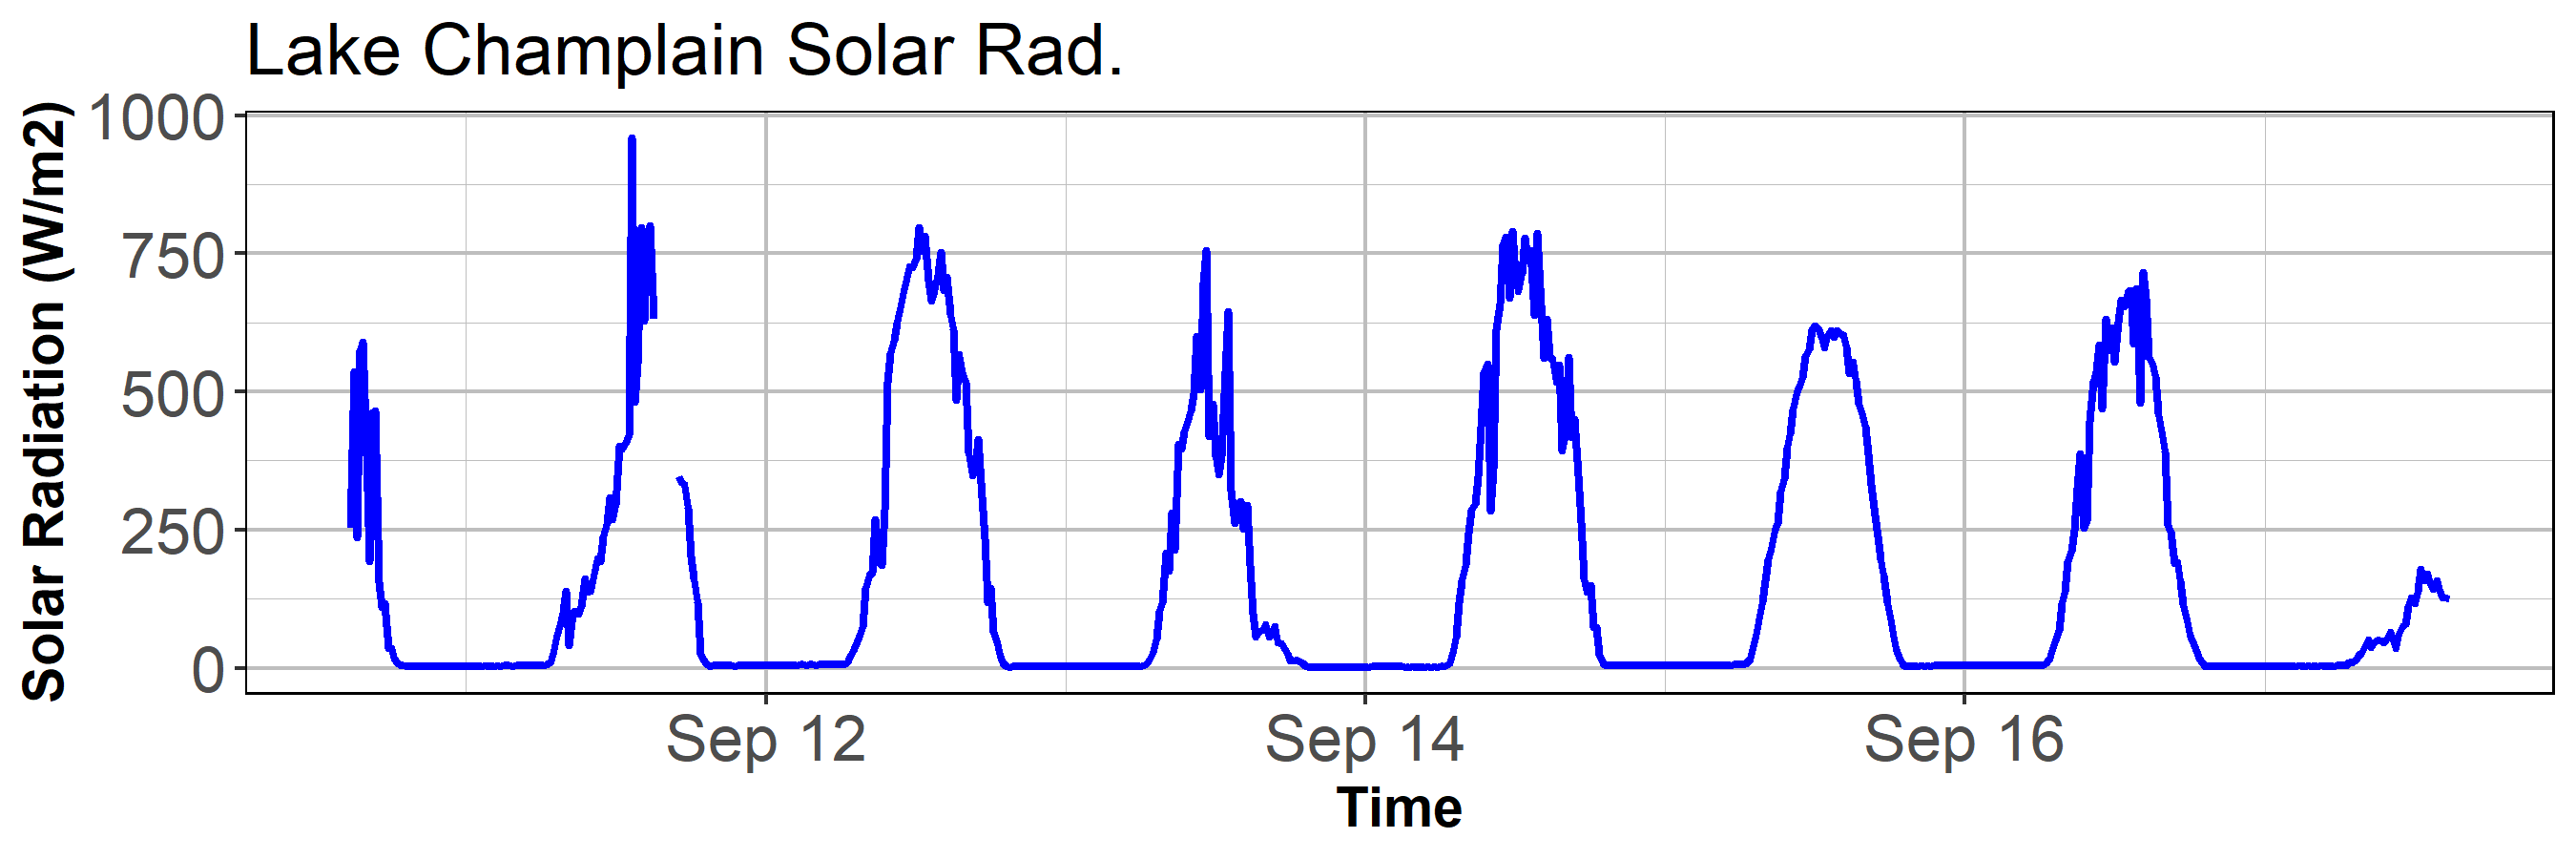 Lake Champlain Solar Rad.
Solar Radiation (W/m2)
1000
750
500
250
0
Sep 12
Sep 14
Sep 16
Time